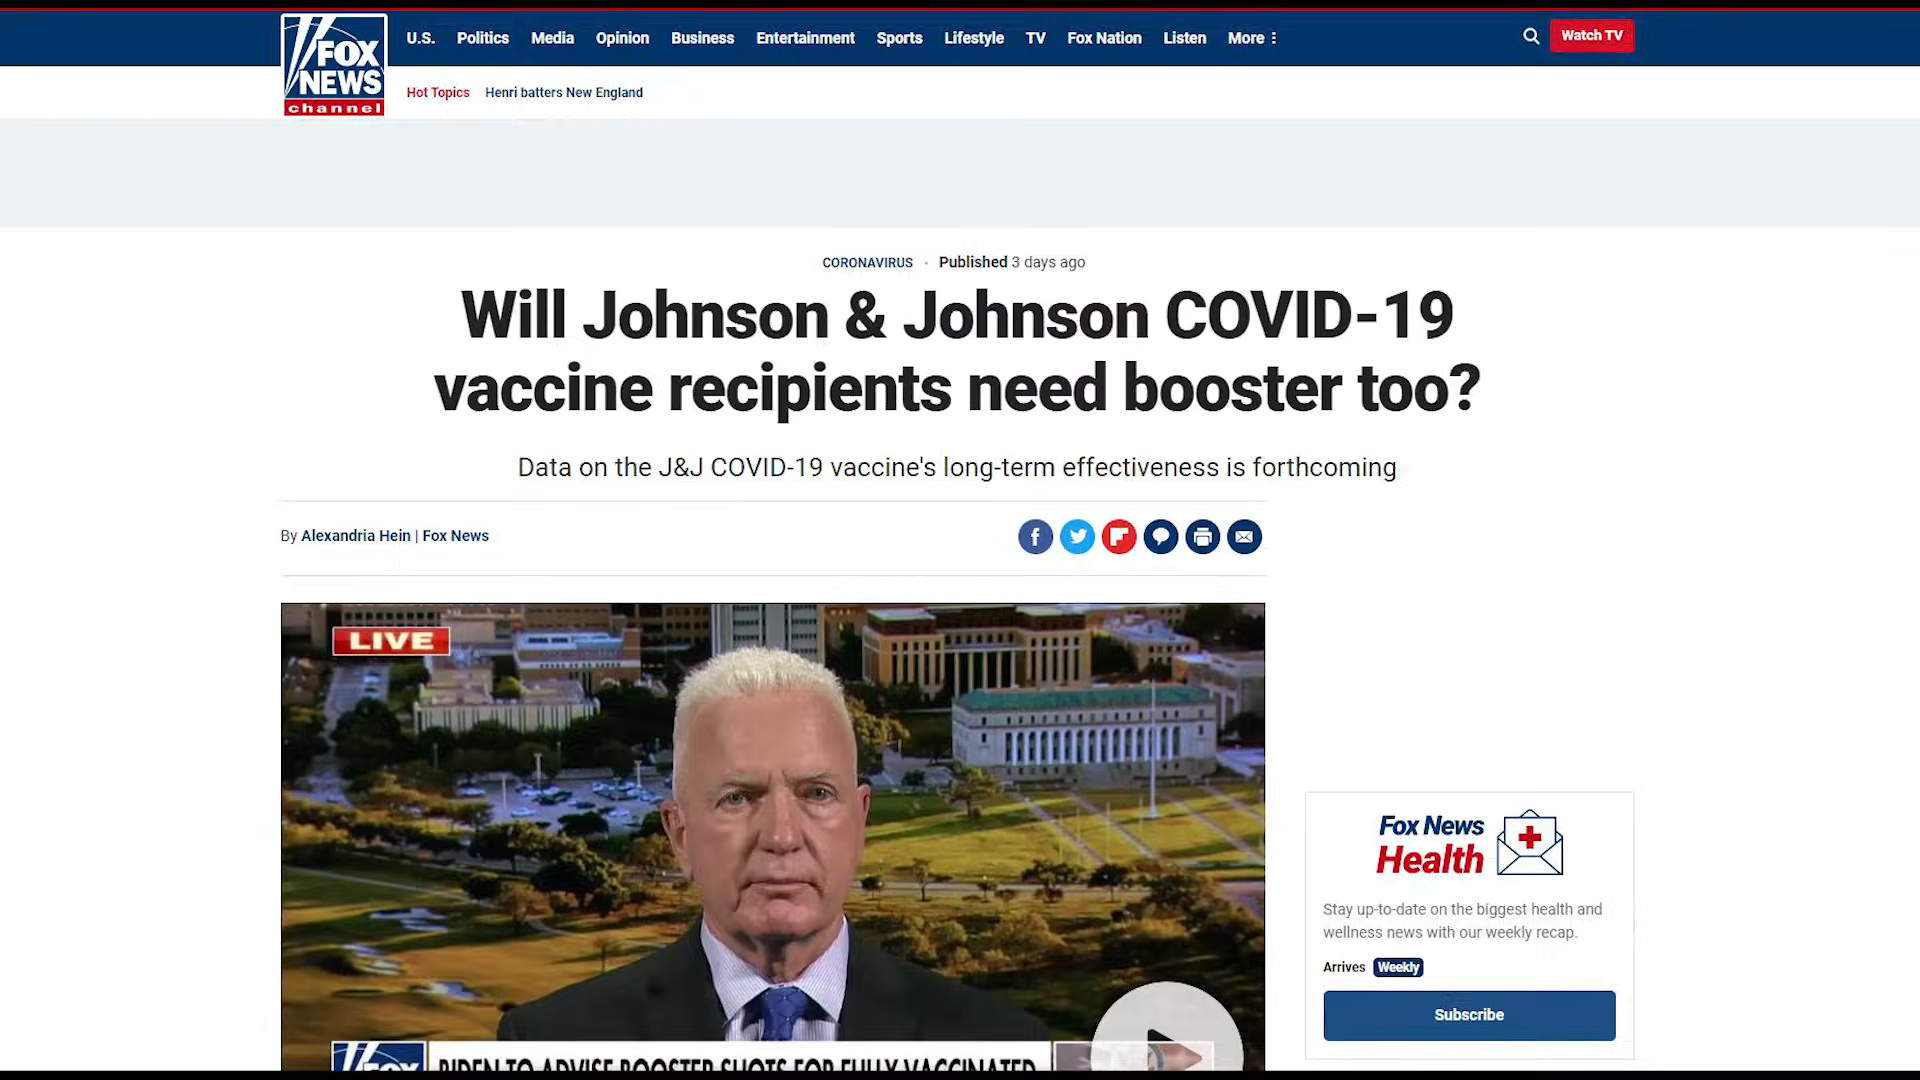 FOX
NEWS
channel
U.S. Politics Media Opinion Business Entertainment Sports Lifestyle TV Fox Nation Listen More
Watch TV
Hot Topics Henri batters New England
CORONAVIRUS · Published 3 days ago
Will Johnson & Johnson COVID-19
vaccine recipients need booster too?
Data on the J&J COVID-19 vaccine's long-term effectiveness is forthcoming
By Alexandria Hein | Fox News
LIVE
FOX
BIDEN TO ADVISE BOOSTER SHOTS FOR FULLY VACCINATED
Fox News
Health
Stay up-to-date on the biggest health and
wellness news with our weekly recap.
Arrives Weekly
Subscribe